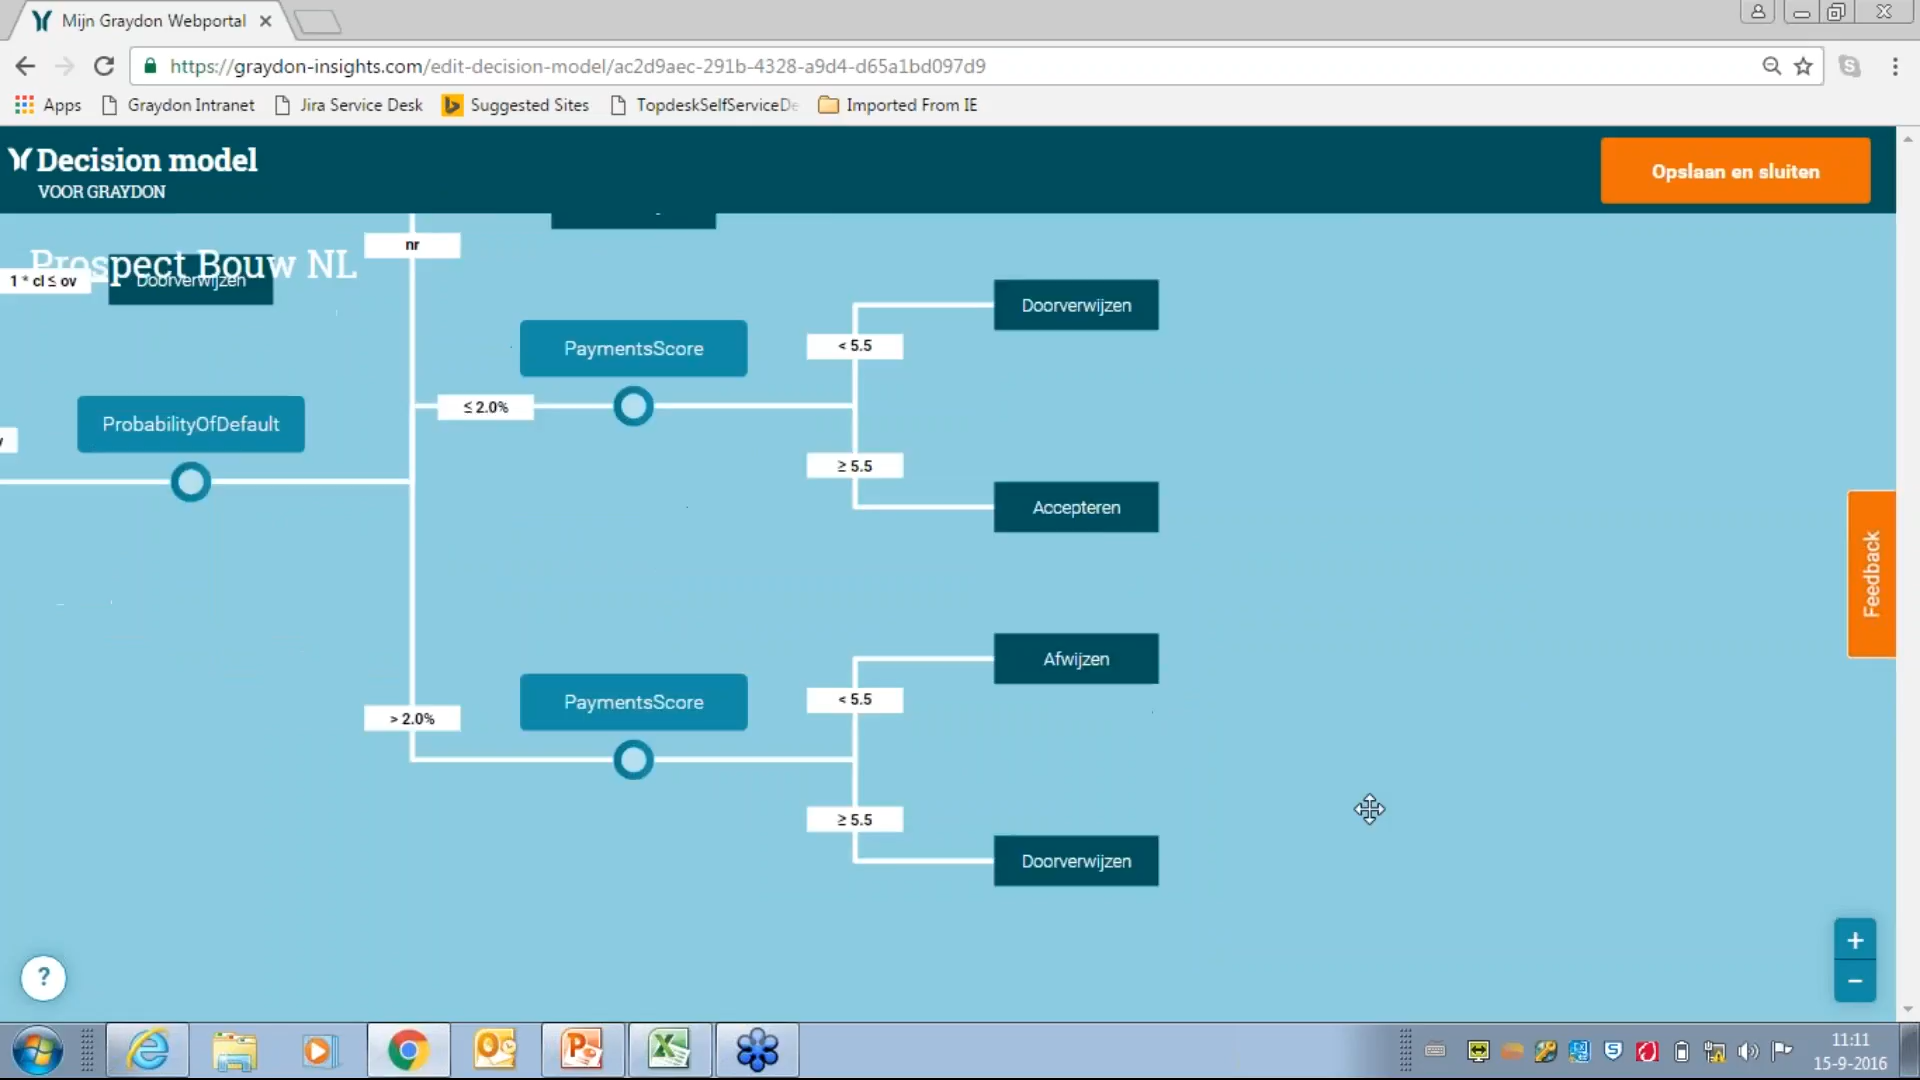 Mijn Graydon Webportal
https://graydon-insights.com/edit-decision-model/ac2d9aec-291b-4328-a9d4-d65a1bd097d9
Apps Graydon Intranet Jira Service Desk Suggested Sites TopdeskSelfServiceDe Imported From IE
Decision model
VOOR GRAYDON
Opslaan en sluiten
Prospect Bouw NL
nr
1 * cl ≤ ov
Doorverwijzen
Doorverwijzen
PaymentsScore
< 5.5
≤ 2.0%
ProbabilityOfDefault
≥ 5.5
Accepteren
Feedback
Afwijzen
PaymentsScore
< 5.5
> 2.0%
≥ 5.5
Doorverwijzen
+
−
?
11:11
15-9-2016